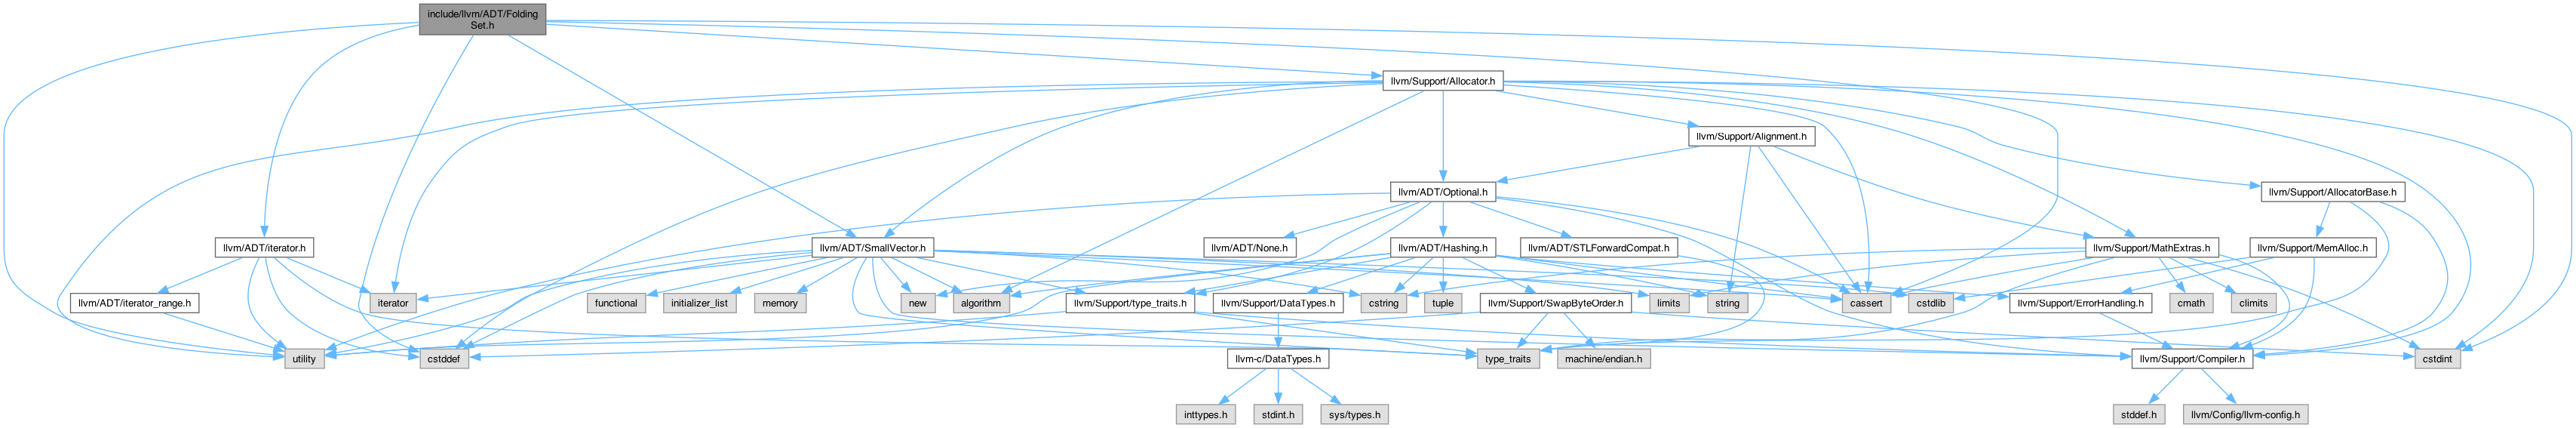 include/llvm/ADT/Folding
Set.h
llvm/Support/Allocator.h
llvm/Support/Alignment.h
llvm/ADT/Optional.h
llvm/Support/AllocatorBase.h
llvm/ADT/iterator.h
llvm/ADT/SmallVector.h
llvm/ADT/None.h
llvm/ADT/Hashing.h
llvm/ADT/STLForwardCompat.h
llvm/Support/MathExtras.h
llvm/Support/MemAlloc.h
llvm/ADT/iterator_range.h
iterator
functional
initializer_list
memory
new
algorithm
llvm/Support/type_traits.h
cstring
llvm/Support/DataTypes.h
tuple
llvm/Support/SwapByteOrder.h
limits
string
cassert
cstdlib
llvm/Support/ErrorHandling.h
cmath
climits
utility
cstddef
llvm-c/DataTypes.h
type_traits
machine/endian.h
llvm/Support/Compiler.h
cstdint
inttypes.h
stdint.h
sys/types.h
stddef.h
llvm/Config/llvm-config.h